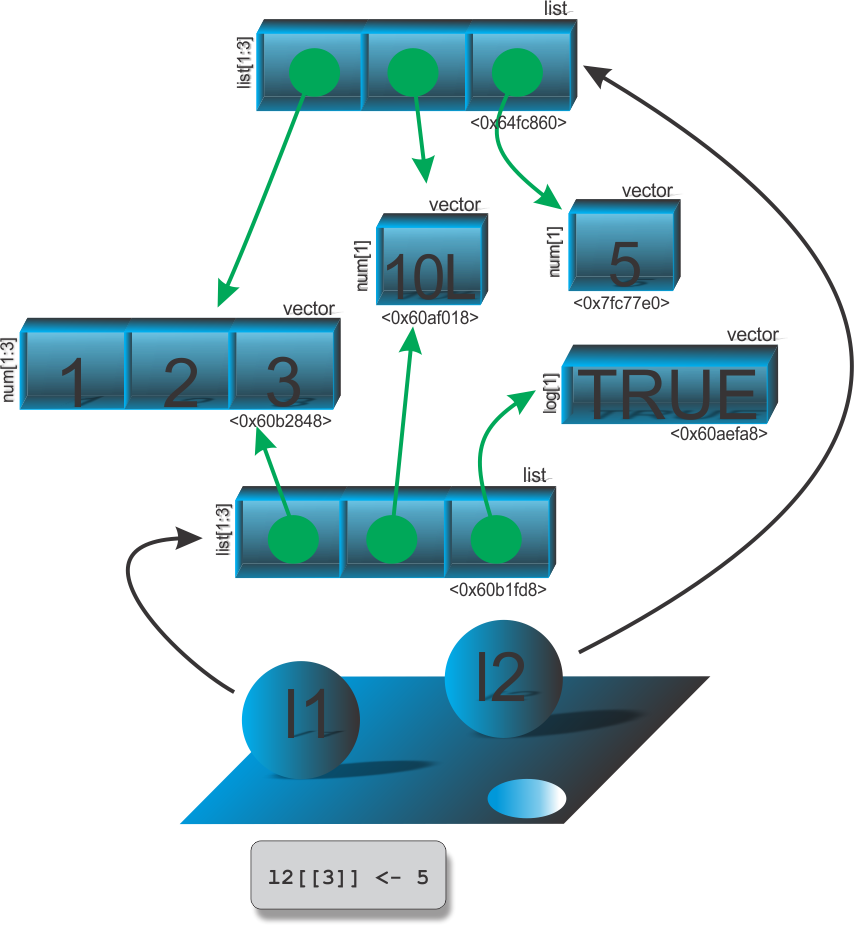 list
list[1:3]
<0x64fc860>
vector
num[1]
5
<0x7fc77e0>
vector
num[1]
10L
<0x60af018>
vector
num[1:3]
1 2 3
<0x60b2848>
vector
log[1]
TRUE
<0x60aefa8>
list
list[1:3]
<0x60b1fd8>
l2
l1
l2[[3]] <- 5